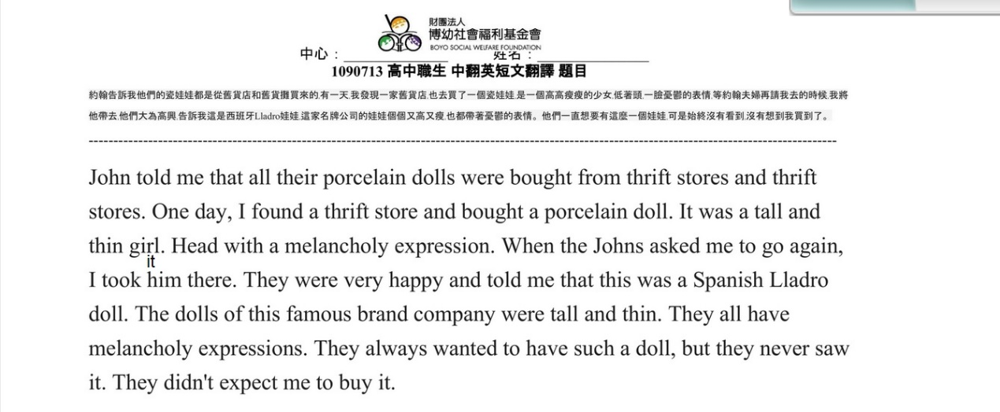 財團法人
博幼社會福利基金會
BOYO SOCIAL WELFARE FOUNDATION
中心：____________ 姓名：____________
1090713 高中職生 中翻英短文翻譯 題目
約翰告訴我他們的瓷娃娃都是從舊貨店和舊貨攤買來的,有一天,我發現一家舊貨店,也去買了一個瓷娃娃,是一個高高瘦瘦的少女,低著頭,一臉憂鬱的表情,等約翰夫婦再請我去的時候,我將
他帶去,他們大為高興,告訴我這是西班牙Lladro娃娃,這家名牌公司的娃娃個個又高又瘦,也都帶著憂鬱的表情。他們一直想要有這麼一個娃娃,可是始終沒有看到,沒有想到我買到了。
John told me that all their porcelain dolls were bought from thrift stores and thrift
stores. One day, I found a thrift store and bought a porcelain doll. It was a tall and
thin girl. Head with a melancholy expression. When the Johns asked me to go again,
it
I took him there. They were very happy and told me that this was a Spanish Lladro
doll. The dolls of this famous brand company were tall and thin. They all have
melancholy expressions. They always wanted to have such a doll, but they never saw
it. They didn't expect me to buy it.